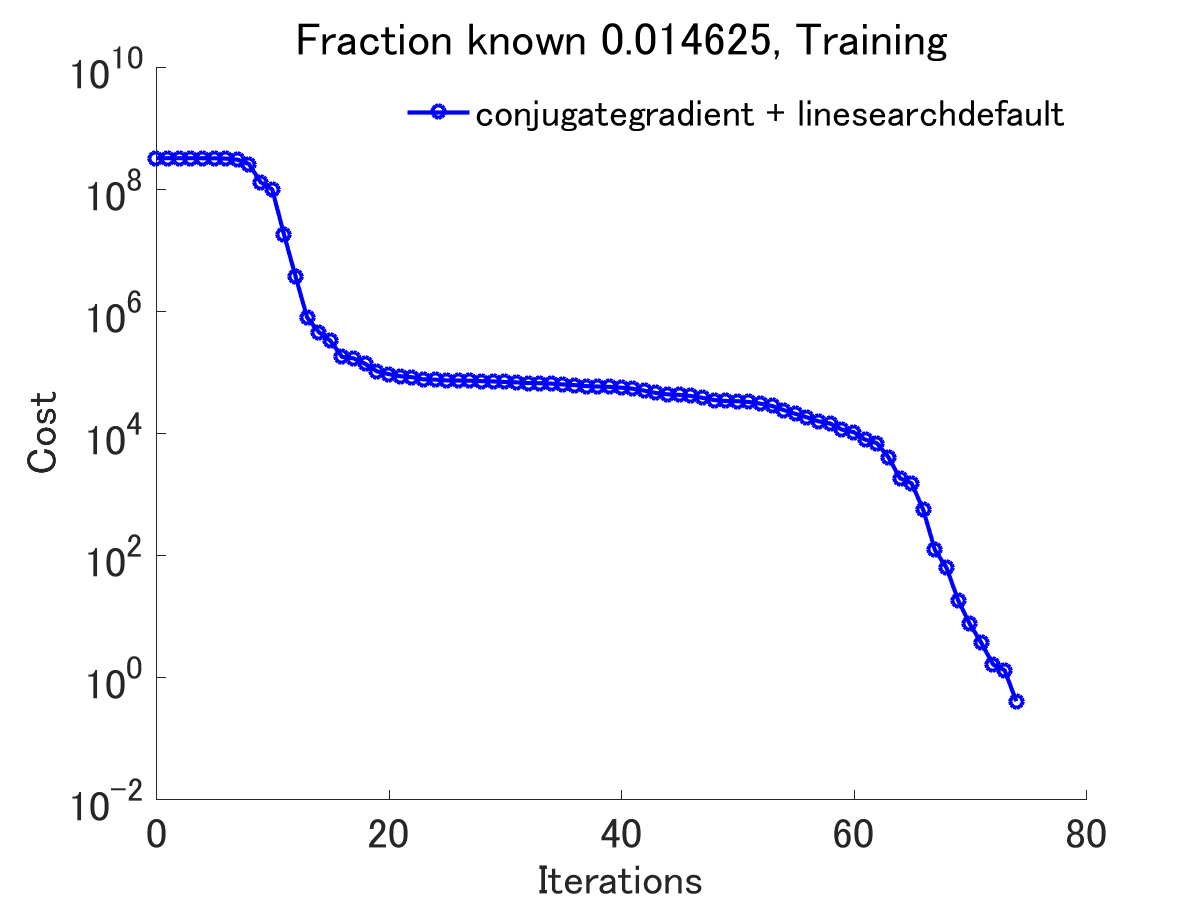 Fraction known 0.014625, Training
conjugategradient + linesearchdefault
10^10
10^8
10^6
10^4
10^2
10^0
10^-2
Cost
0 20 40 60 80
Iterations